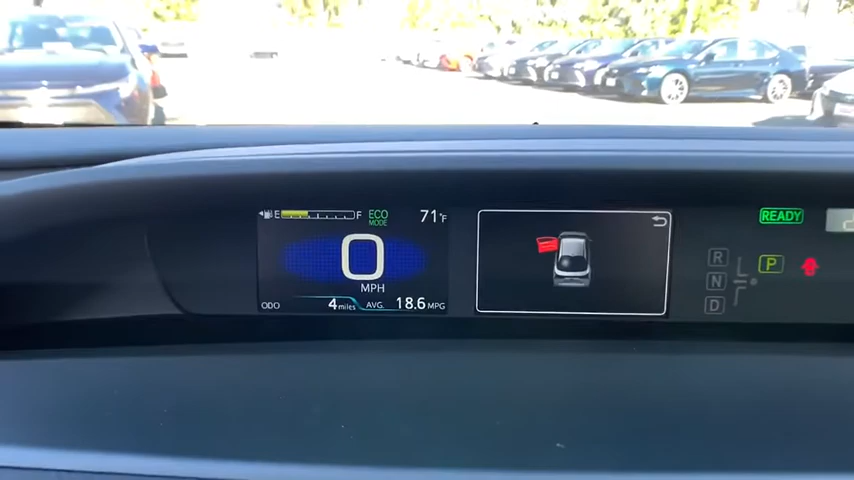 E F ECO MODE 71°F
0
MPH
ODO 4 miles AVG. 18.6 MPG
READY
R
N
D
P